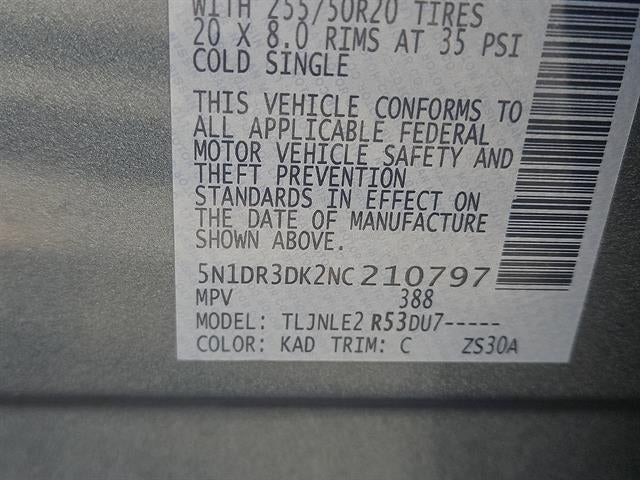 WITH 255/50R20 TIRES
20 X 8.0 RIMS AT 35 PSI
COLD SINGLE
THIS VEHICLE CONFORMS TO
ALL APPLICABLE FEDERAL
MOTOR VEHICLE SAFETY AND
THEFT PREVENTION
STANDARDS IN EFFECT ON
THE DATE OF MANUFACTURE
SHOWN ABOVE.
5N1DR3DK2NC210797
MPV 388
MODEL: TLJNLE2 R53DU7-----
COLOR: KAD TRIM: C ZS30A